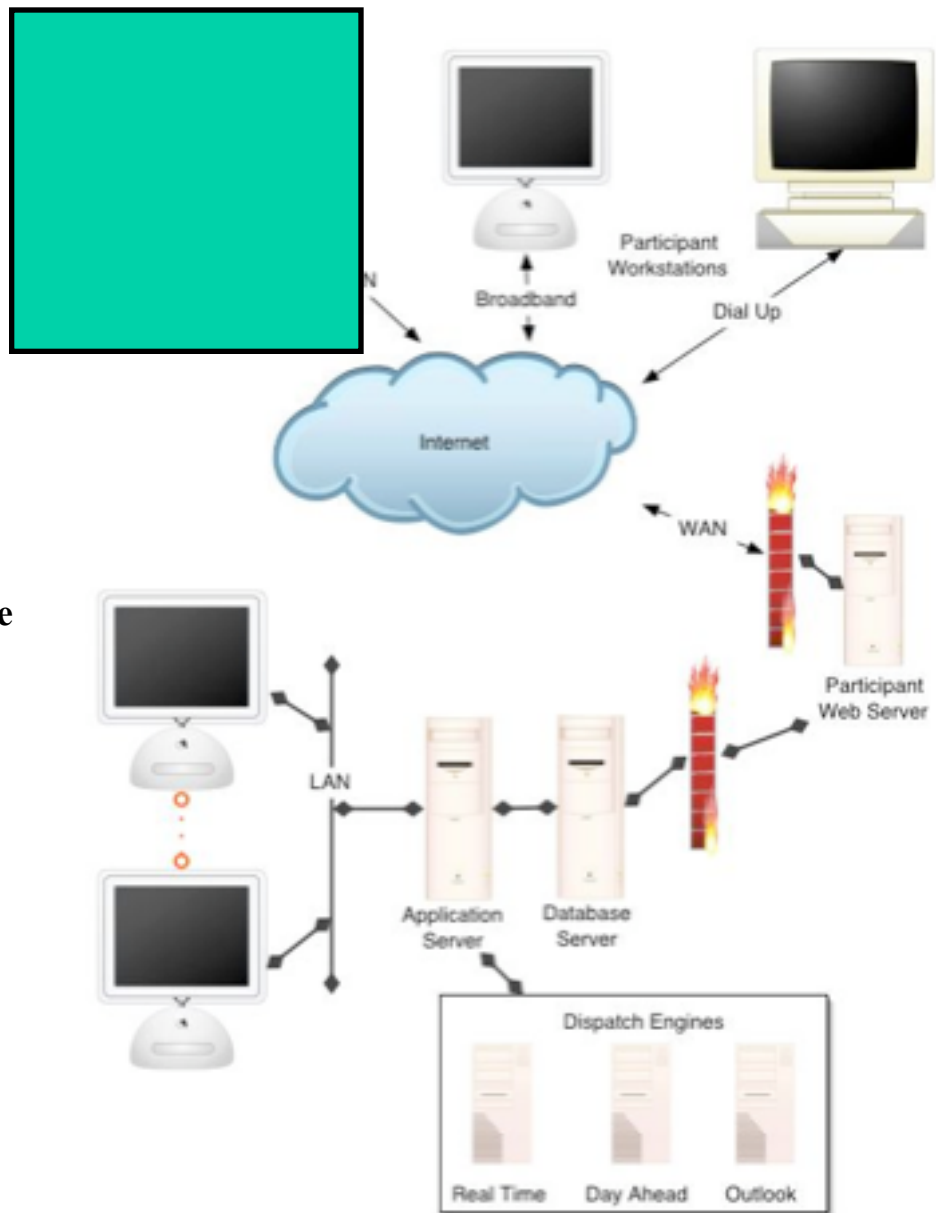 Participant
Workstations
Broadband
Dial Up
Internet
WAN
Participant
Web Server
LAN
Application
Server
Database
Server
Dispatch Engines
Real Time
Day Ahead
Outlook